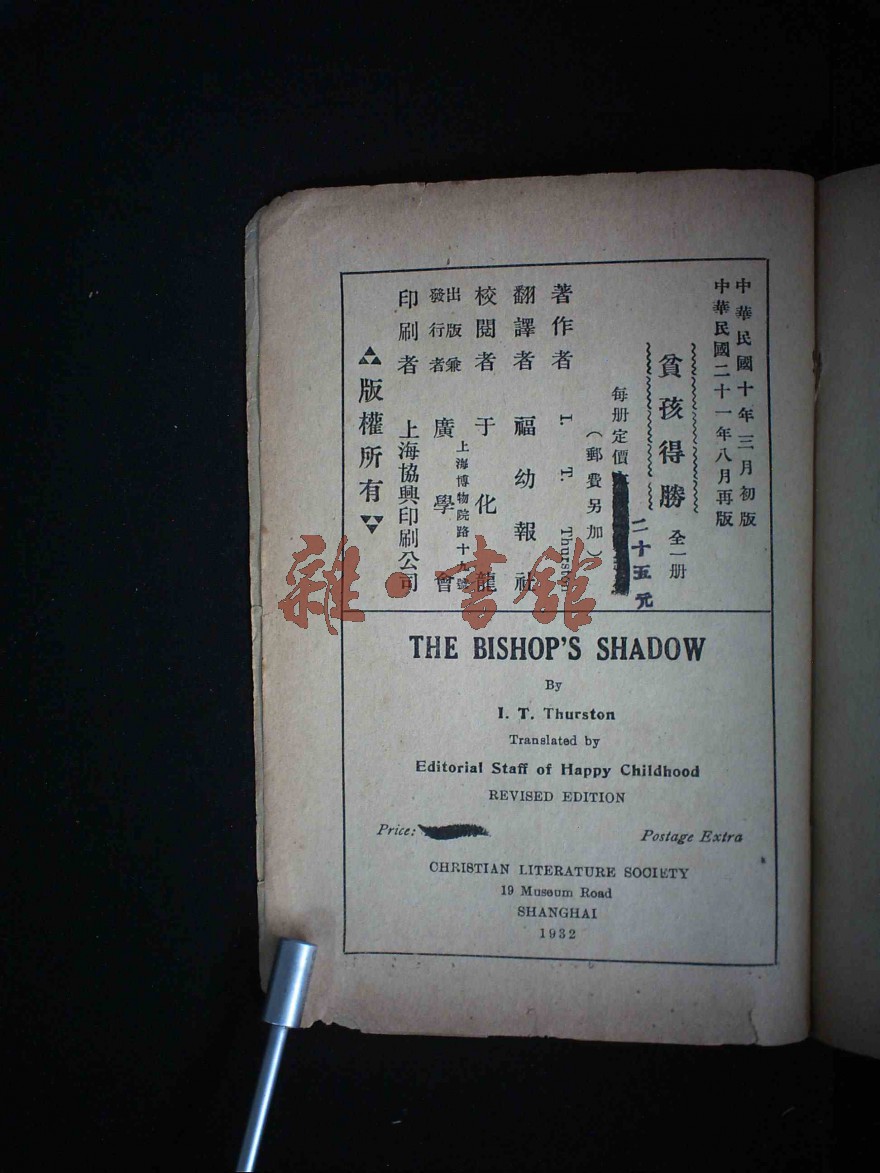 中華民國十年三月初版
中華民國二十一年八月再版
貧孩得勝 全一册
每册定價
二十五元
（郵費另加）
著作者 I. T. Thurston
翻譯者 福幼報社
校閱者 于化龍
出版兼發行者 上海博物院路十九號 廣學會
印刷者 上海協興印刷公司
版權所有
雜·書館
THE BISHOP'S SHADOW
By
I. T. Thurston
Translated by
Editorial Staff of Happy Childhood
REVISED EDITION
Price: Postage Extra
CHRISTIAN LITERATURE SOCIETY
19 Museum Road
SHANGHAI
1932